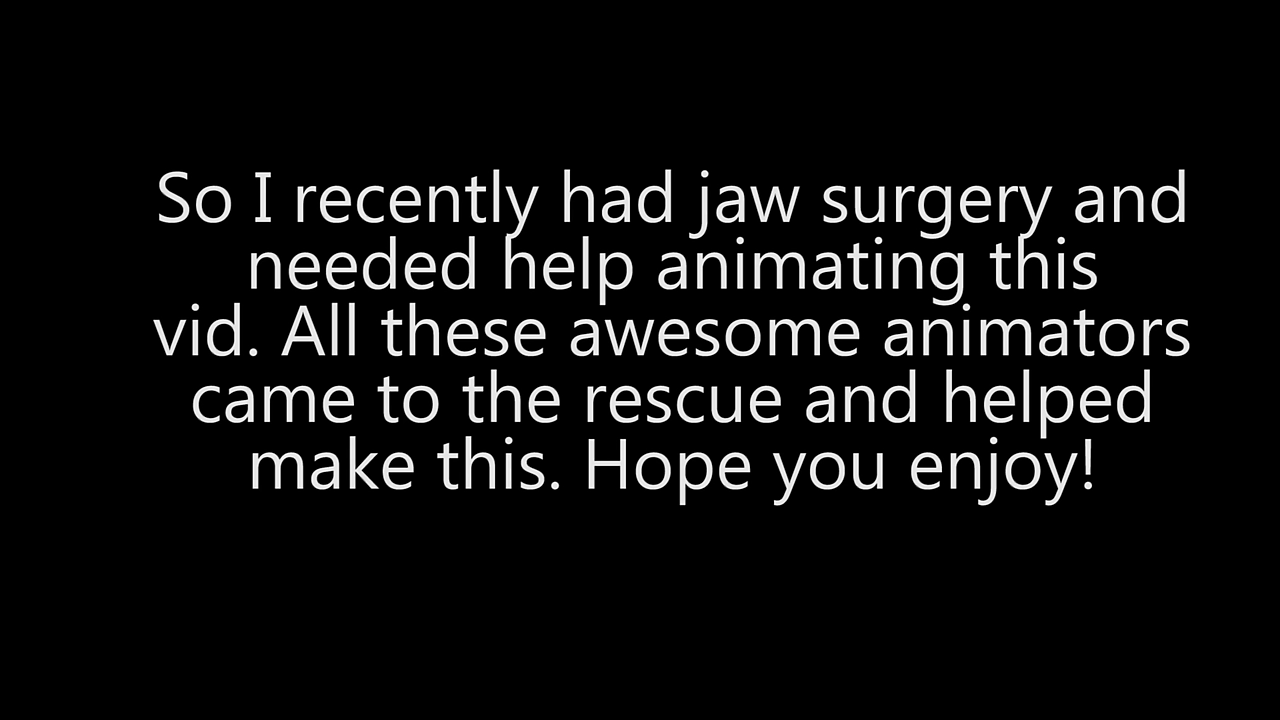 So I recently had jaw surgery and
needed help animating this
vid. All these awesome animators
came to the rescue and helped
make this. Hope you enjoy!